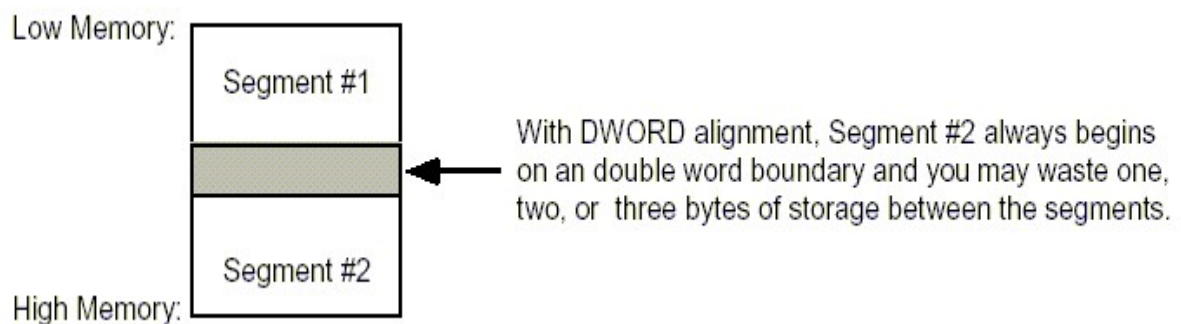 Low Memory:
Segment #1
With DWORD alignment, Segment #2 always begins
on an double word boundary and you may waste one,
two, or three bytes of storage between the segments.
Segment #2
High Memory: